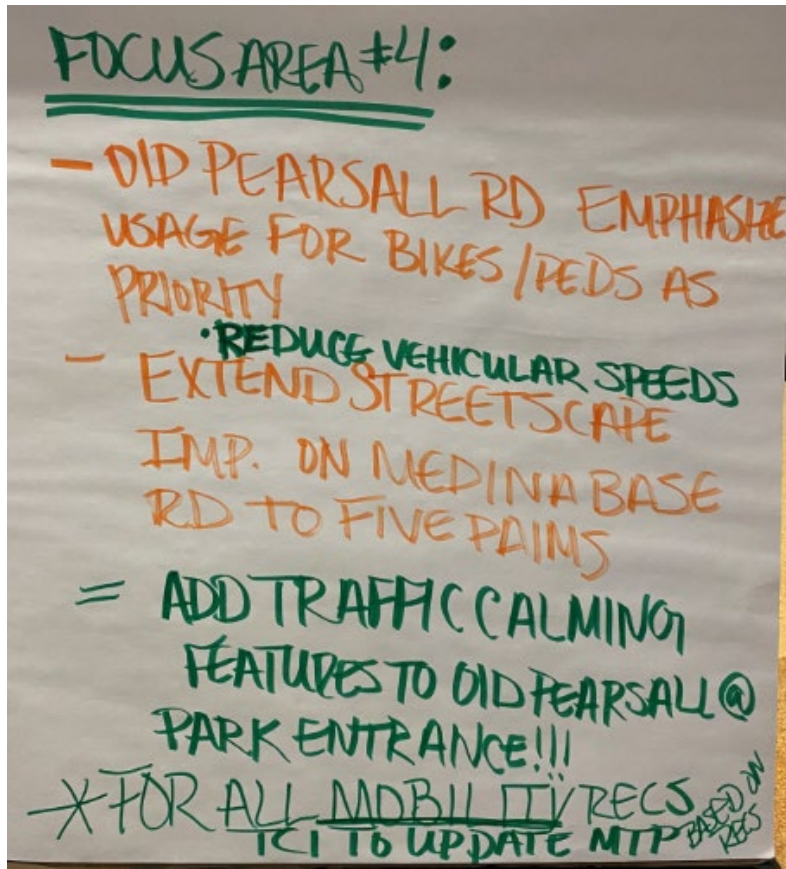 FOCUS AREA #4:
- OLD PEARSALL RD EMPHASIZE
USAGE FOR BIKES/PEDS AS
PRIORITY
• REDUCE VEHICULAR SPEEDS
- EXTEND STREETSCAPE
IMP. ON MEDINA BASE
RD TO FIVE PALMS
= ADD TRAFFIC CALMING
FEATURES TO OLD PEARSALL @
PARK ENTRANCE!!!
* FOR ALL MOBILITY RECS
TCI TO UPDATE MTP
BASED ON
RECS